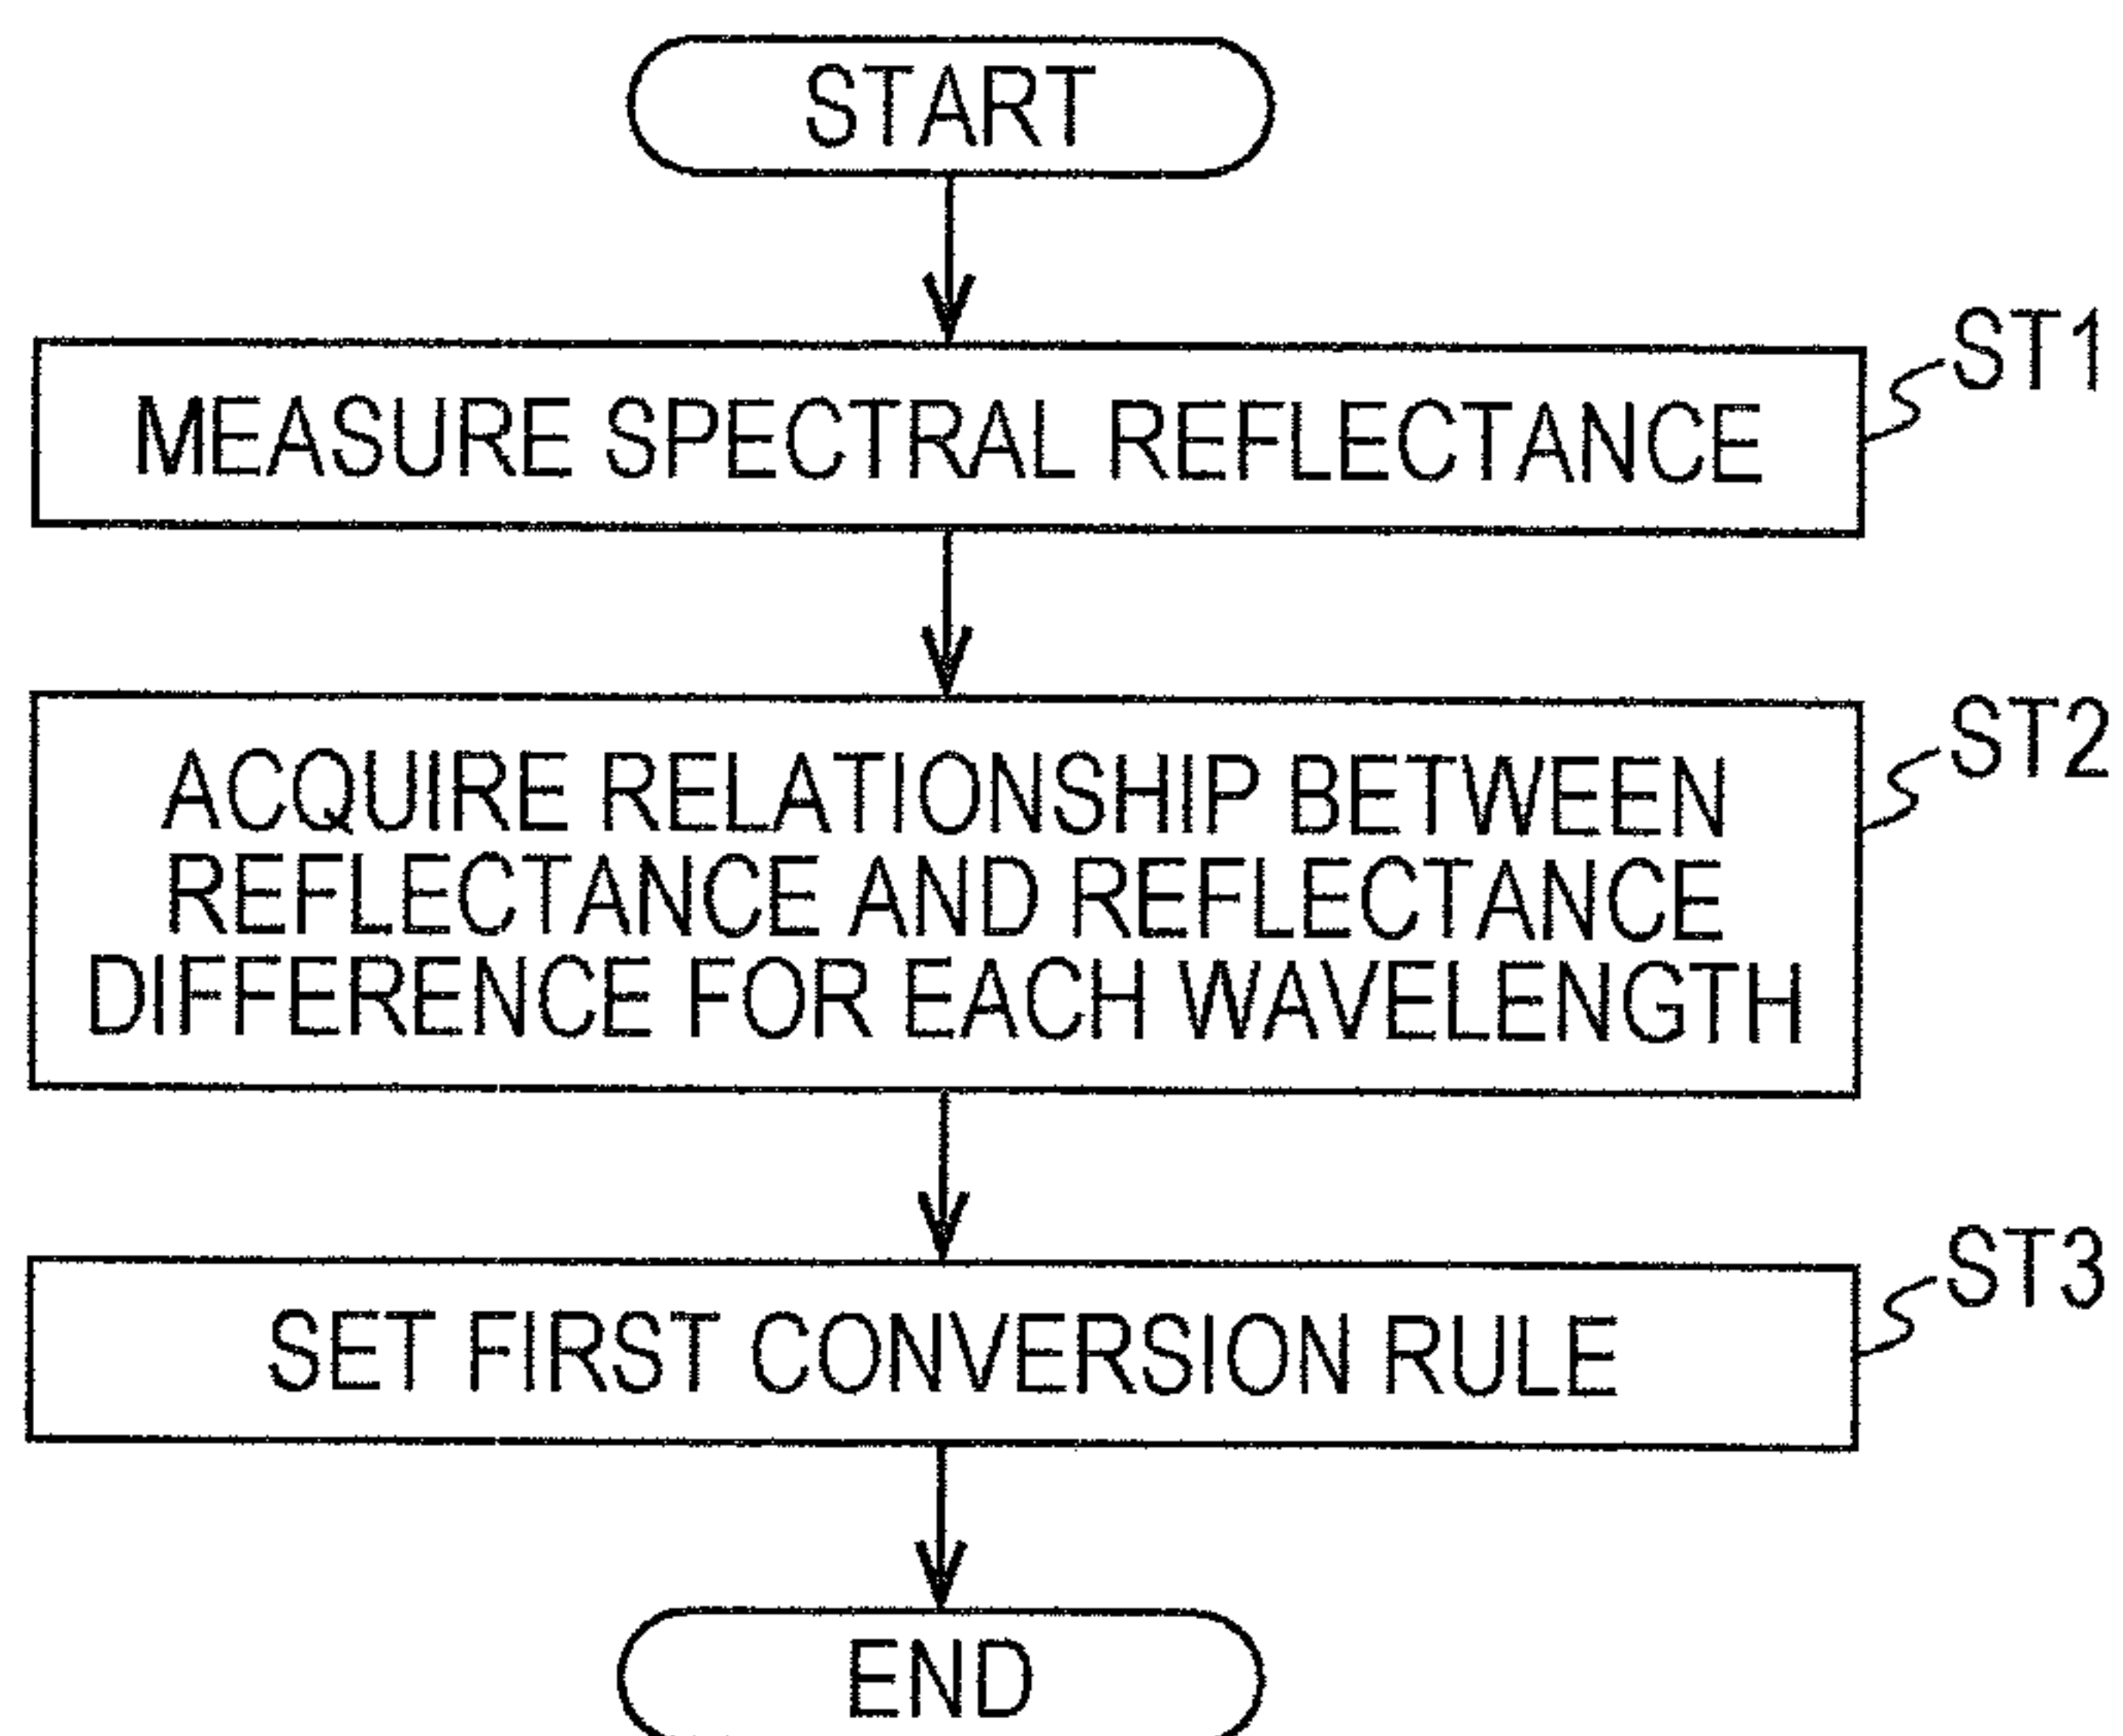 START
ST1
MEASURE SPECTRAL REFLECTANCE
ST2
ACQUIRE RELATIONSHIP BETWEEN
REFLECTANCE AND REFLECTANCE
DIFFERENCE FOR EACH WAVELENGTH
ST3
SET FIRST CONVERSION RULE
END